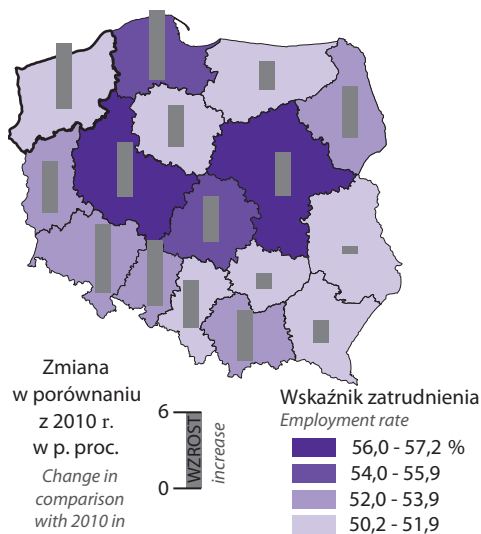 Zmiana
w porównaniu
z 2010 r.
w p. proc.
Change in
comparison
with 2010 in
6
0
WZROST
increase
Wskaźnik zatrudnienia
Employment rate
56,0 - 57,2 %
54,0 - 55,9
52,0 - 53,9
50,2 - 51,9